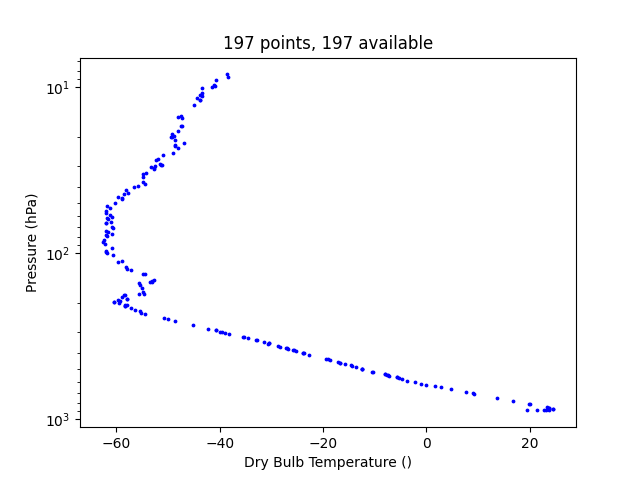 197 points, 197 available
10¹
10²
10³
Pressure (hPa)
−60 −40 −20 0 20
Dry Bulb Temperature ()